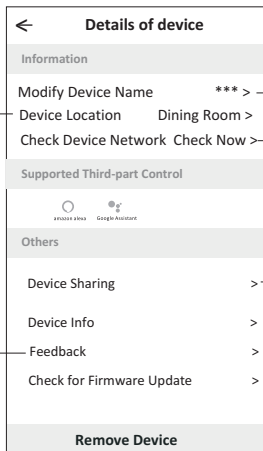 ← Details of device
Information
Modify Device Name *** >
Device Location Dining Room >
Check Device Network Check Now >
Supported Third-part Control
amazon alexa Google Assistant
Others
Device Sharing >
Device Info >
Feedback >
Check for Firmware Update >
Remove Device